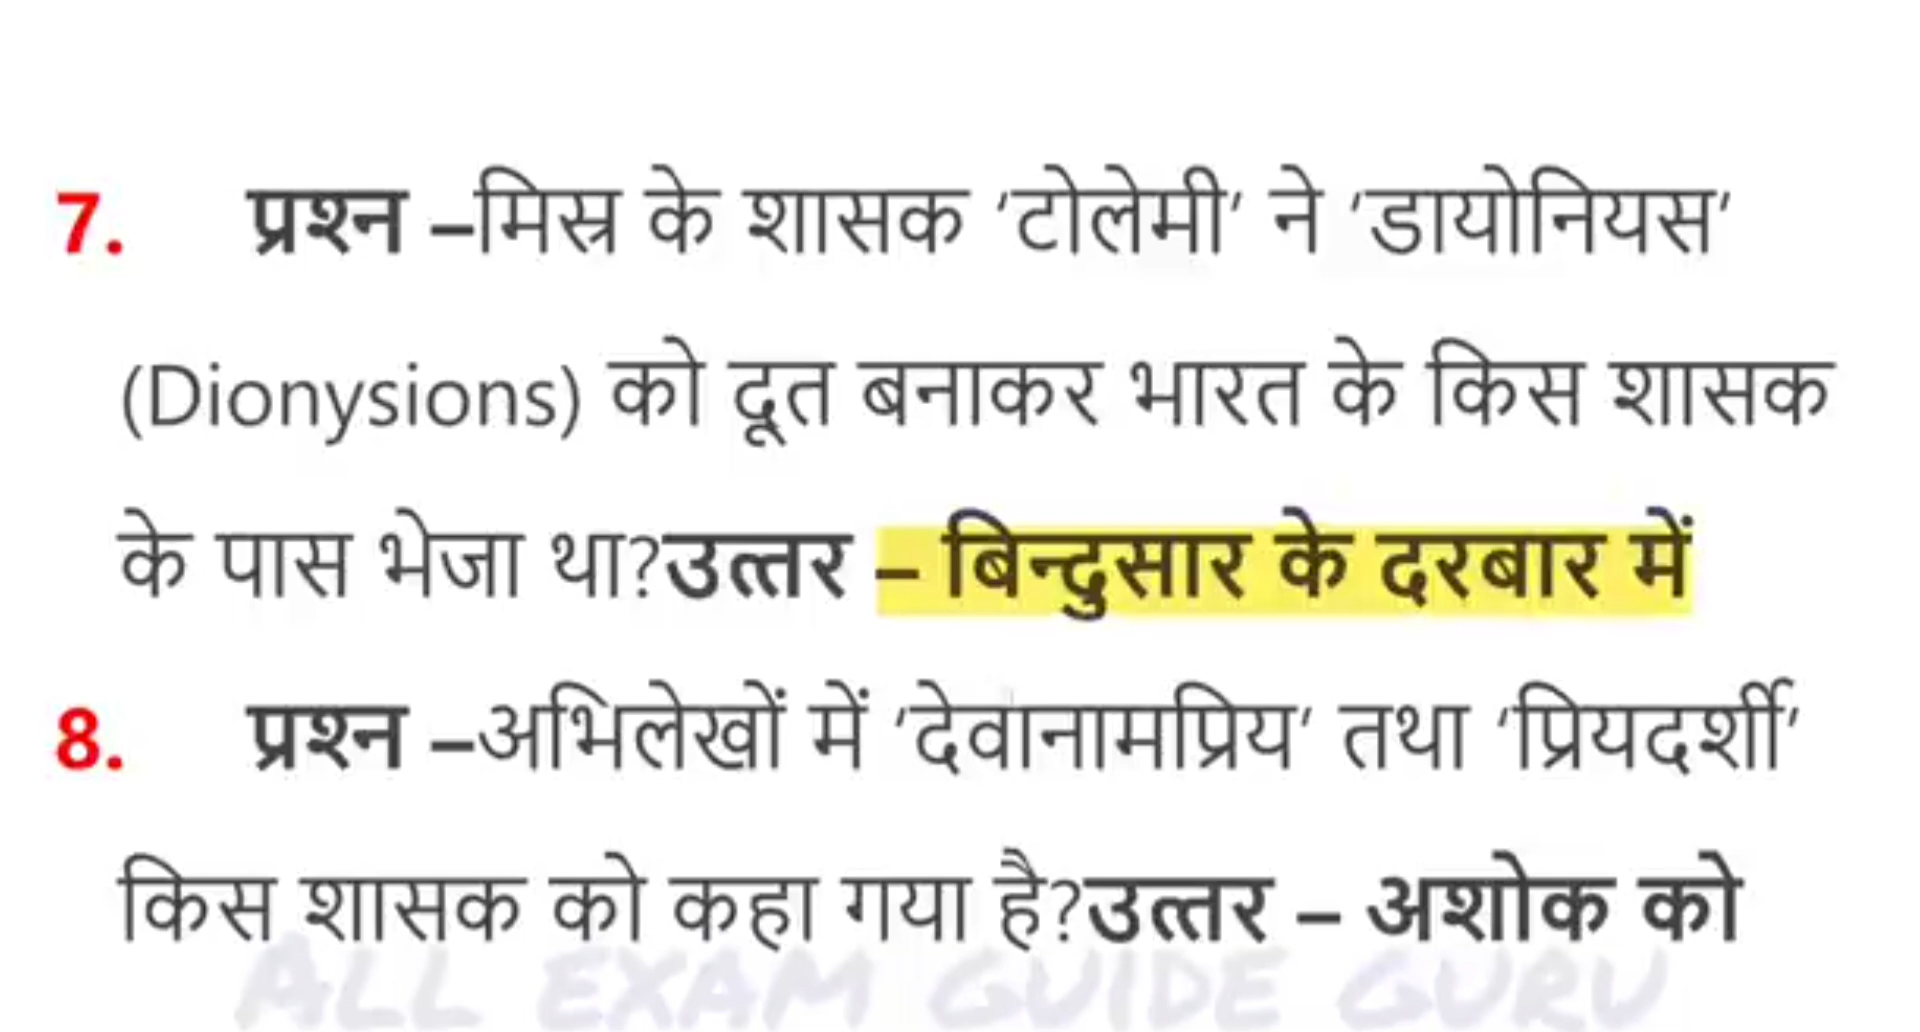 7. प्रश्न –मिस्र के शासक ‘टोलेमी’ ने ‘डायोनियस’
(Dionysions) को दूत बनाकर भारत के किस शासक
के पास भेजा था?उत्तर – बिन्दुसार के दरबार में
8. प्रश्न –अभिलेखों में ‘देवानामप्रिय’ तथा ‘प्रियदर्शी’
किस शासक को कहा गया है?उत्तर – अशोक को
ALL EXAM GUIDE GURU